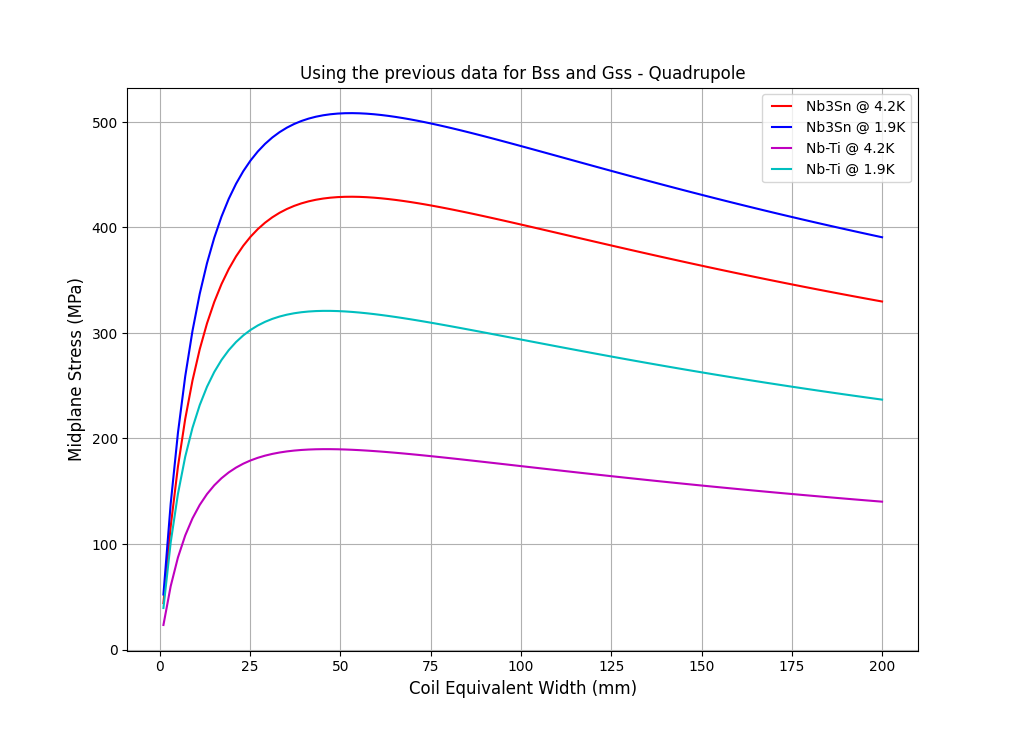 Using the previous data for Bss and Gss - Quadrupole
Nb3Sn @ 4.2K
Nb3Sn @ 1.9K
Nb-Ti @ 4.2K
Nb-Ti @ 1.9K
Midplane Stress (MPa)
500
400
300
200
100
0
0 25 50 75 100 125 150 175 200
Coil Equivalent Width (mm)